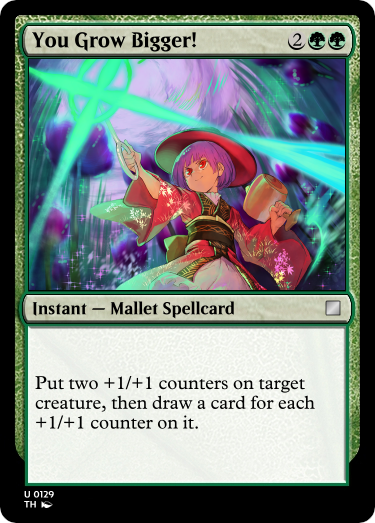 You Grow Bigger! 2
Instant — Mallet Spellcard
Put two +1/+1 counters on target
creature, then draw a card for each
+1/+1 counter on it.
U 0129
TH